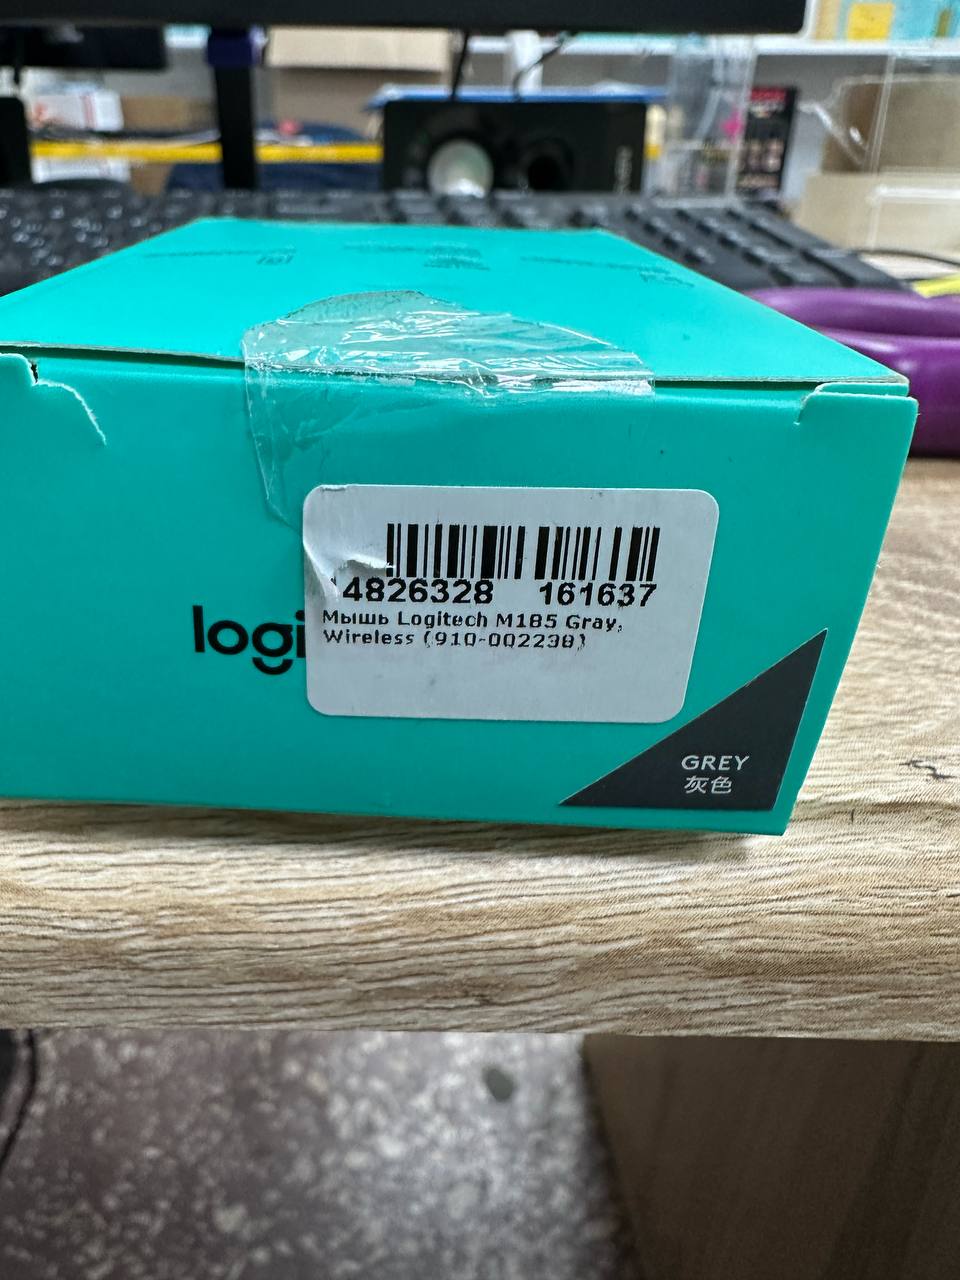 4826328 161637
Мышь Logitech M185 Gray,
Wireless (910-002238)
logi
GREY
灰色